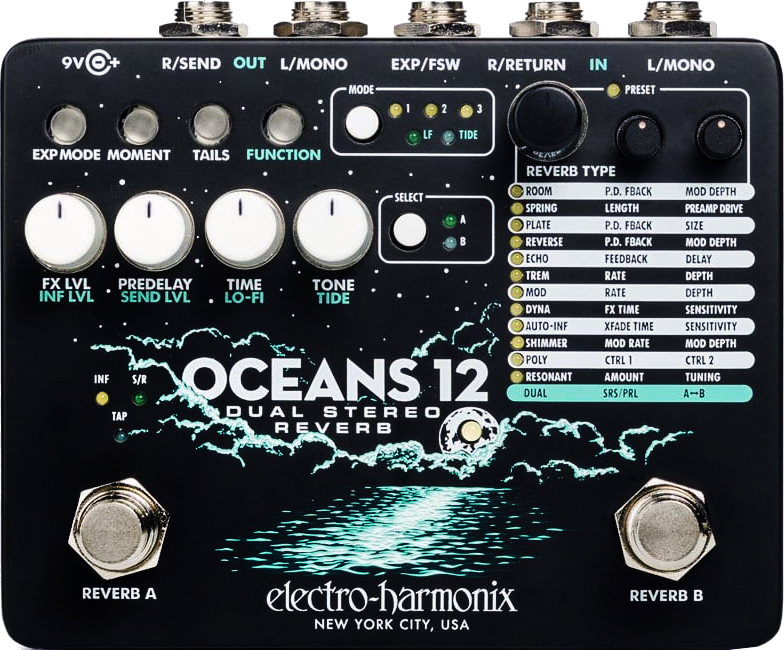 9V
R/SEND OUT L/MONO EXP/FSW R/RETURN IN L/MONO
EXP MODE MOMENT TAILS FUNCTION
MODE
1 2 3
LF TIDE
PRESET
REVERB TYPE
FX LVL PREDELAY TIME TONE
INF LVL SEND LVL LO-FI TIDE
SELECT
A
B
ROOM P.D. FBACK MOD DEPTH
SPRING LENGTH PREAMP DRIVE
PLATE P.D. FBACK SIZE
REVERSE P.D. FBACK MOD DEPTH
ECHO FEEDBACK DELAY
TREM RATE DEPTH
MOD RATE DEPTH
DYNA FX TIME SENSITIVITY
AUTO-INF XFADE TIME SENSITIVITY
SHIMMER MOD RATE MOD DEPTH
POLY CTRL 1 CTRL 2
RESONANT AMOUNT TUNING
DUAL SRS/PRL A↔B
INF S/R
TAP
OCEANS 12
DUAL STEREO
REVERB
REVERB A
REVERB B
electro-harmonix
NEW YORK CITY, USA